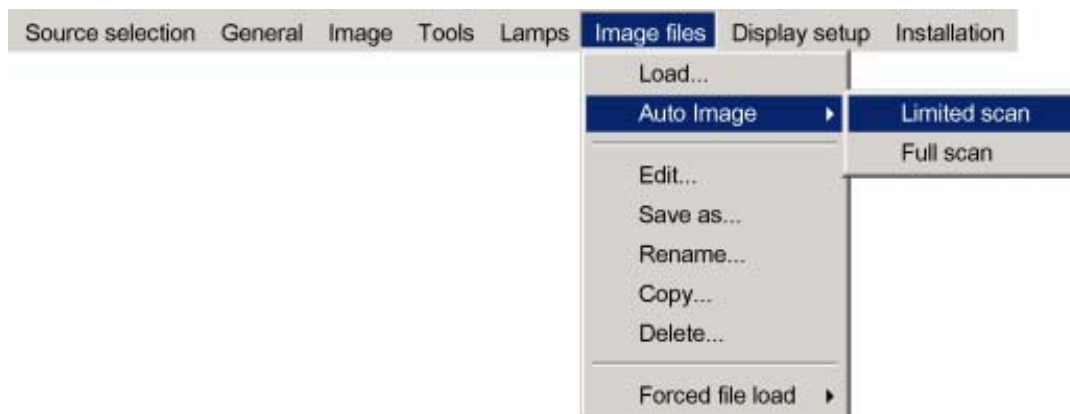 Source selection General Image Tools Lamps Image files Display setup Installation
Load...
Auto Image
Limited scan
Full scan
Edit...
Save as...
Rename...
Copy...
Delete...
Forced file load